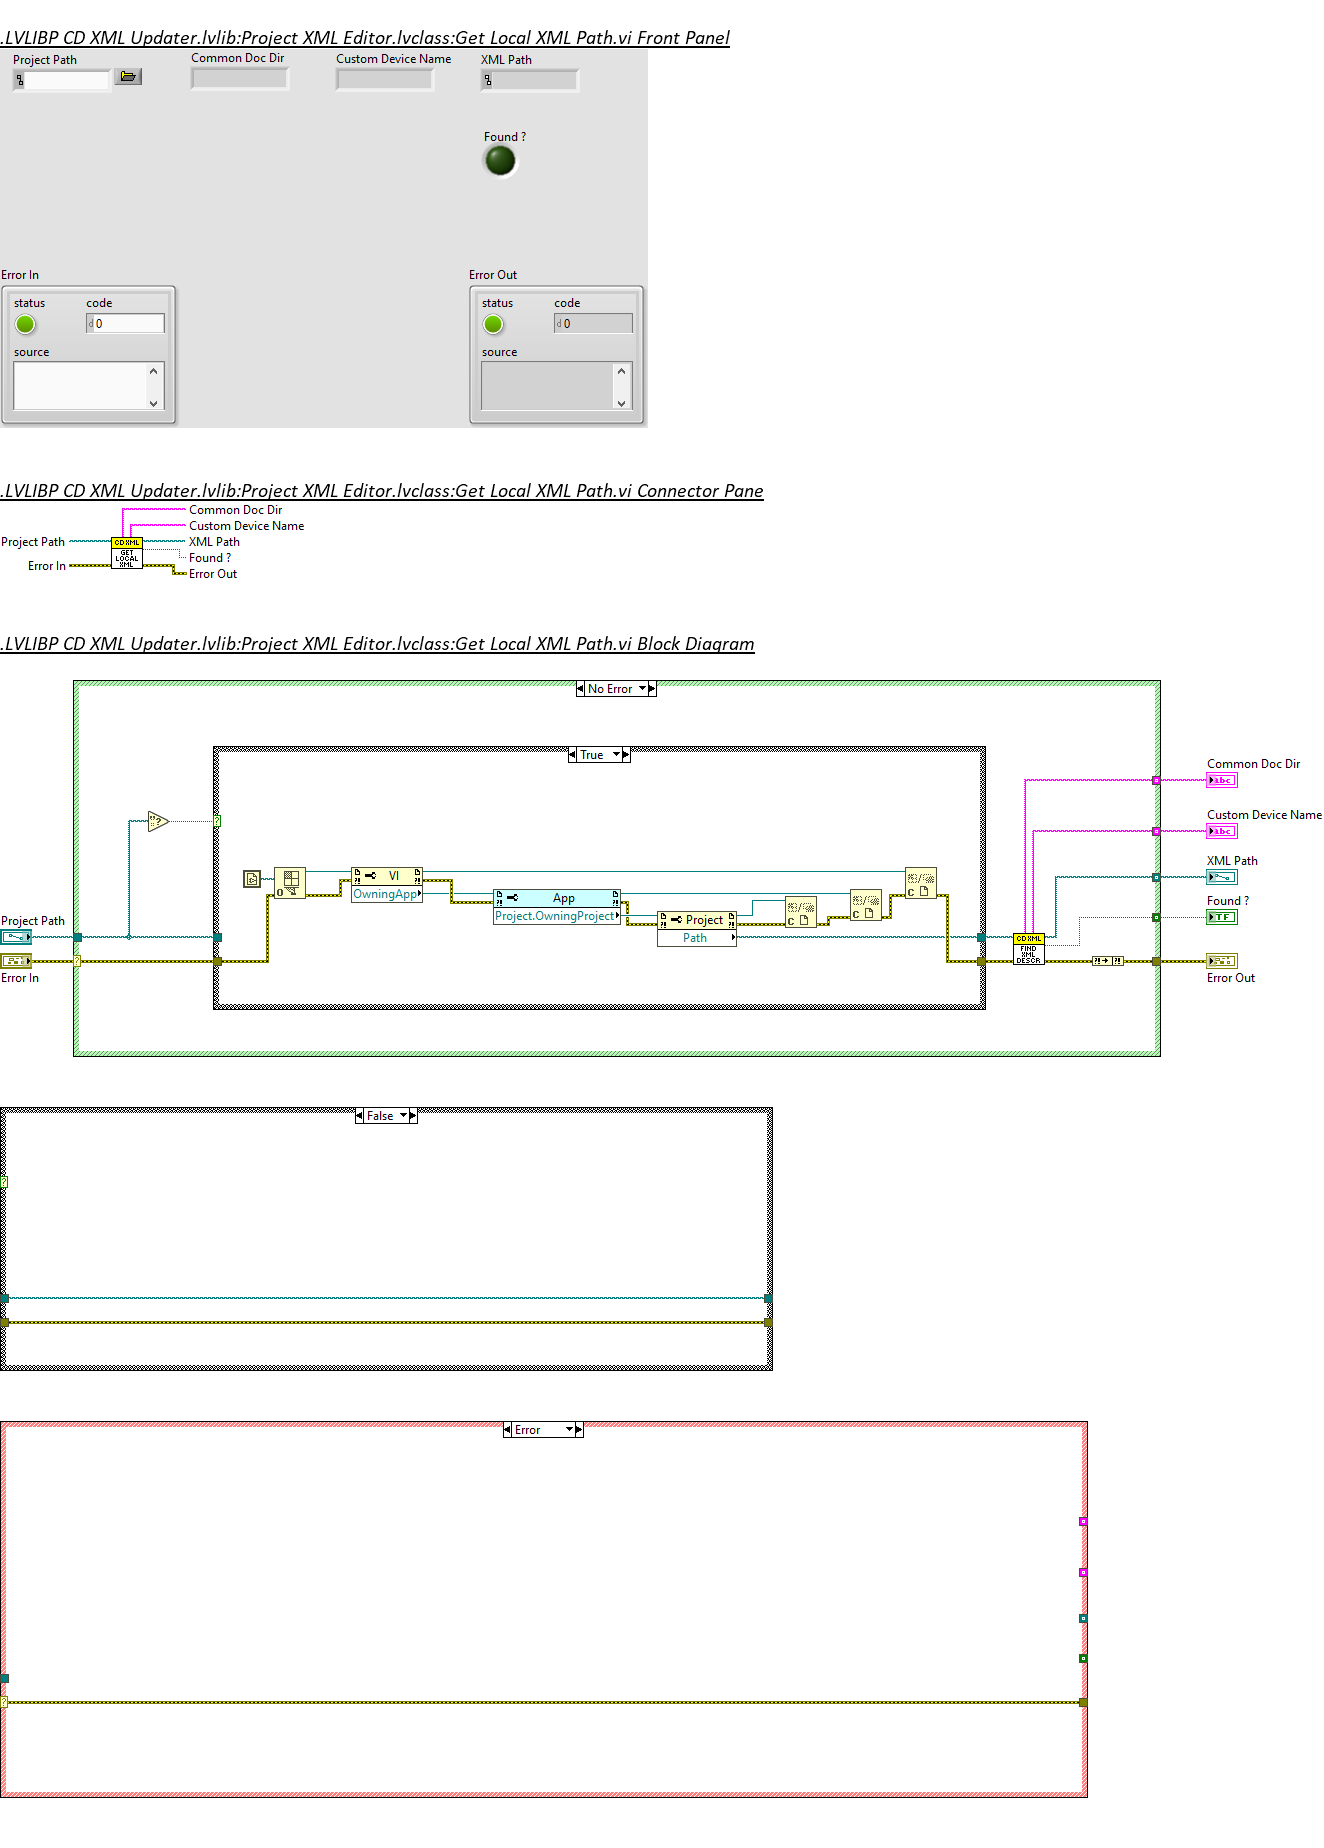 .LVLIBP CD XML Updater.lvlib:Project XML Editor.lvclass:Get Local XML Path.vi Front Panel
Project Path
Common Doc Dir
Custom Device Name
XML Path
Found ?
Error In
Error Out
status
code
0
source
status
code
0
source
.LVLIBP CD XML Updater.lvlib:Project XML Editor.lvclass:Get Local XML Path.vi Connector Pane
Common Doc Dir
Custom Device Name
Project Path
XML Path
Found ?
Error In
Error Out
CD XML
GET
LOCAL
XML
.LVLIBP CD XML Updater.lvlib:Project XML Editor.lvclass:Get Local XML Path.vi Block Diagram
No Error
True
Common Doc Dir
abc
Custom Device Name
abc
XML Path
Found ?
TF
VI
OwningApp
App
Project.OwningProject
Project
Path
Project Path
Error In
CD XML
FIND
XML
DESCR
Error Out
False
Error